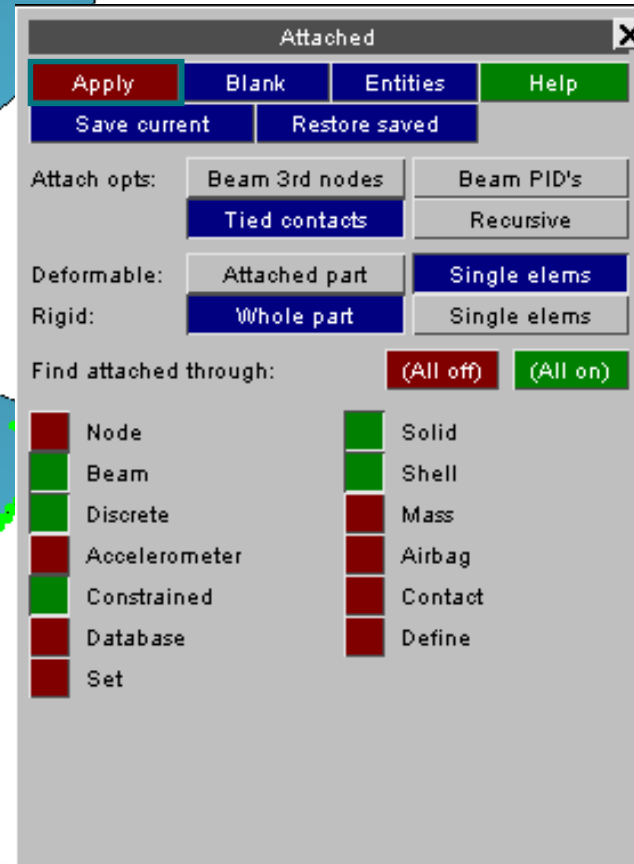 Attached
Apply Blank Entities Help
Save current Restore saved
Attach opts: Beam 3rd nodes Beam PID's
Tied contacts Recursive
Deformable: Attached part Single elems
Rigid: Whole part Single elems
Find attached through: (All off) (All on)
Node Solid
Beam Shell
Discrete Mass
Accelerometer Airbag
Constrained Contact
Database Define
Set